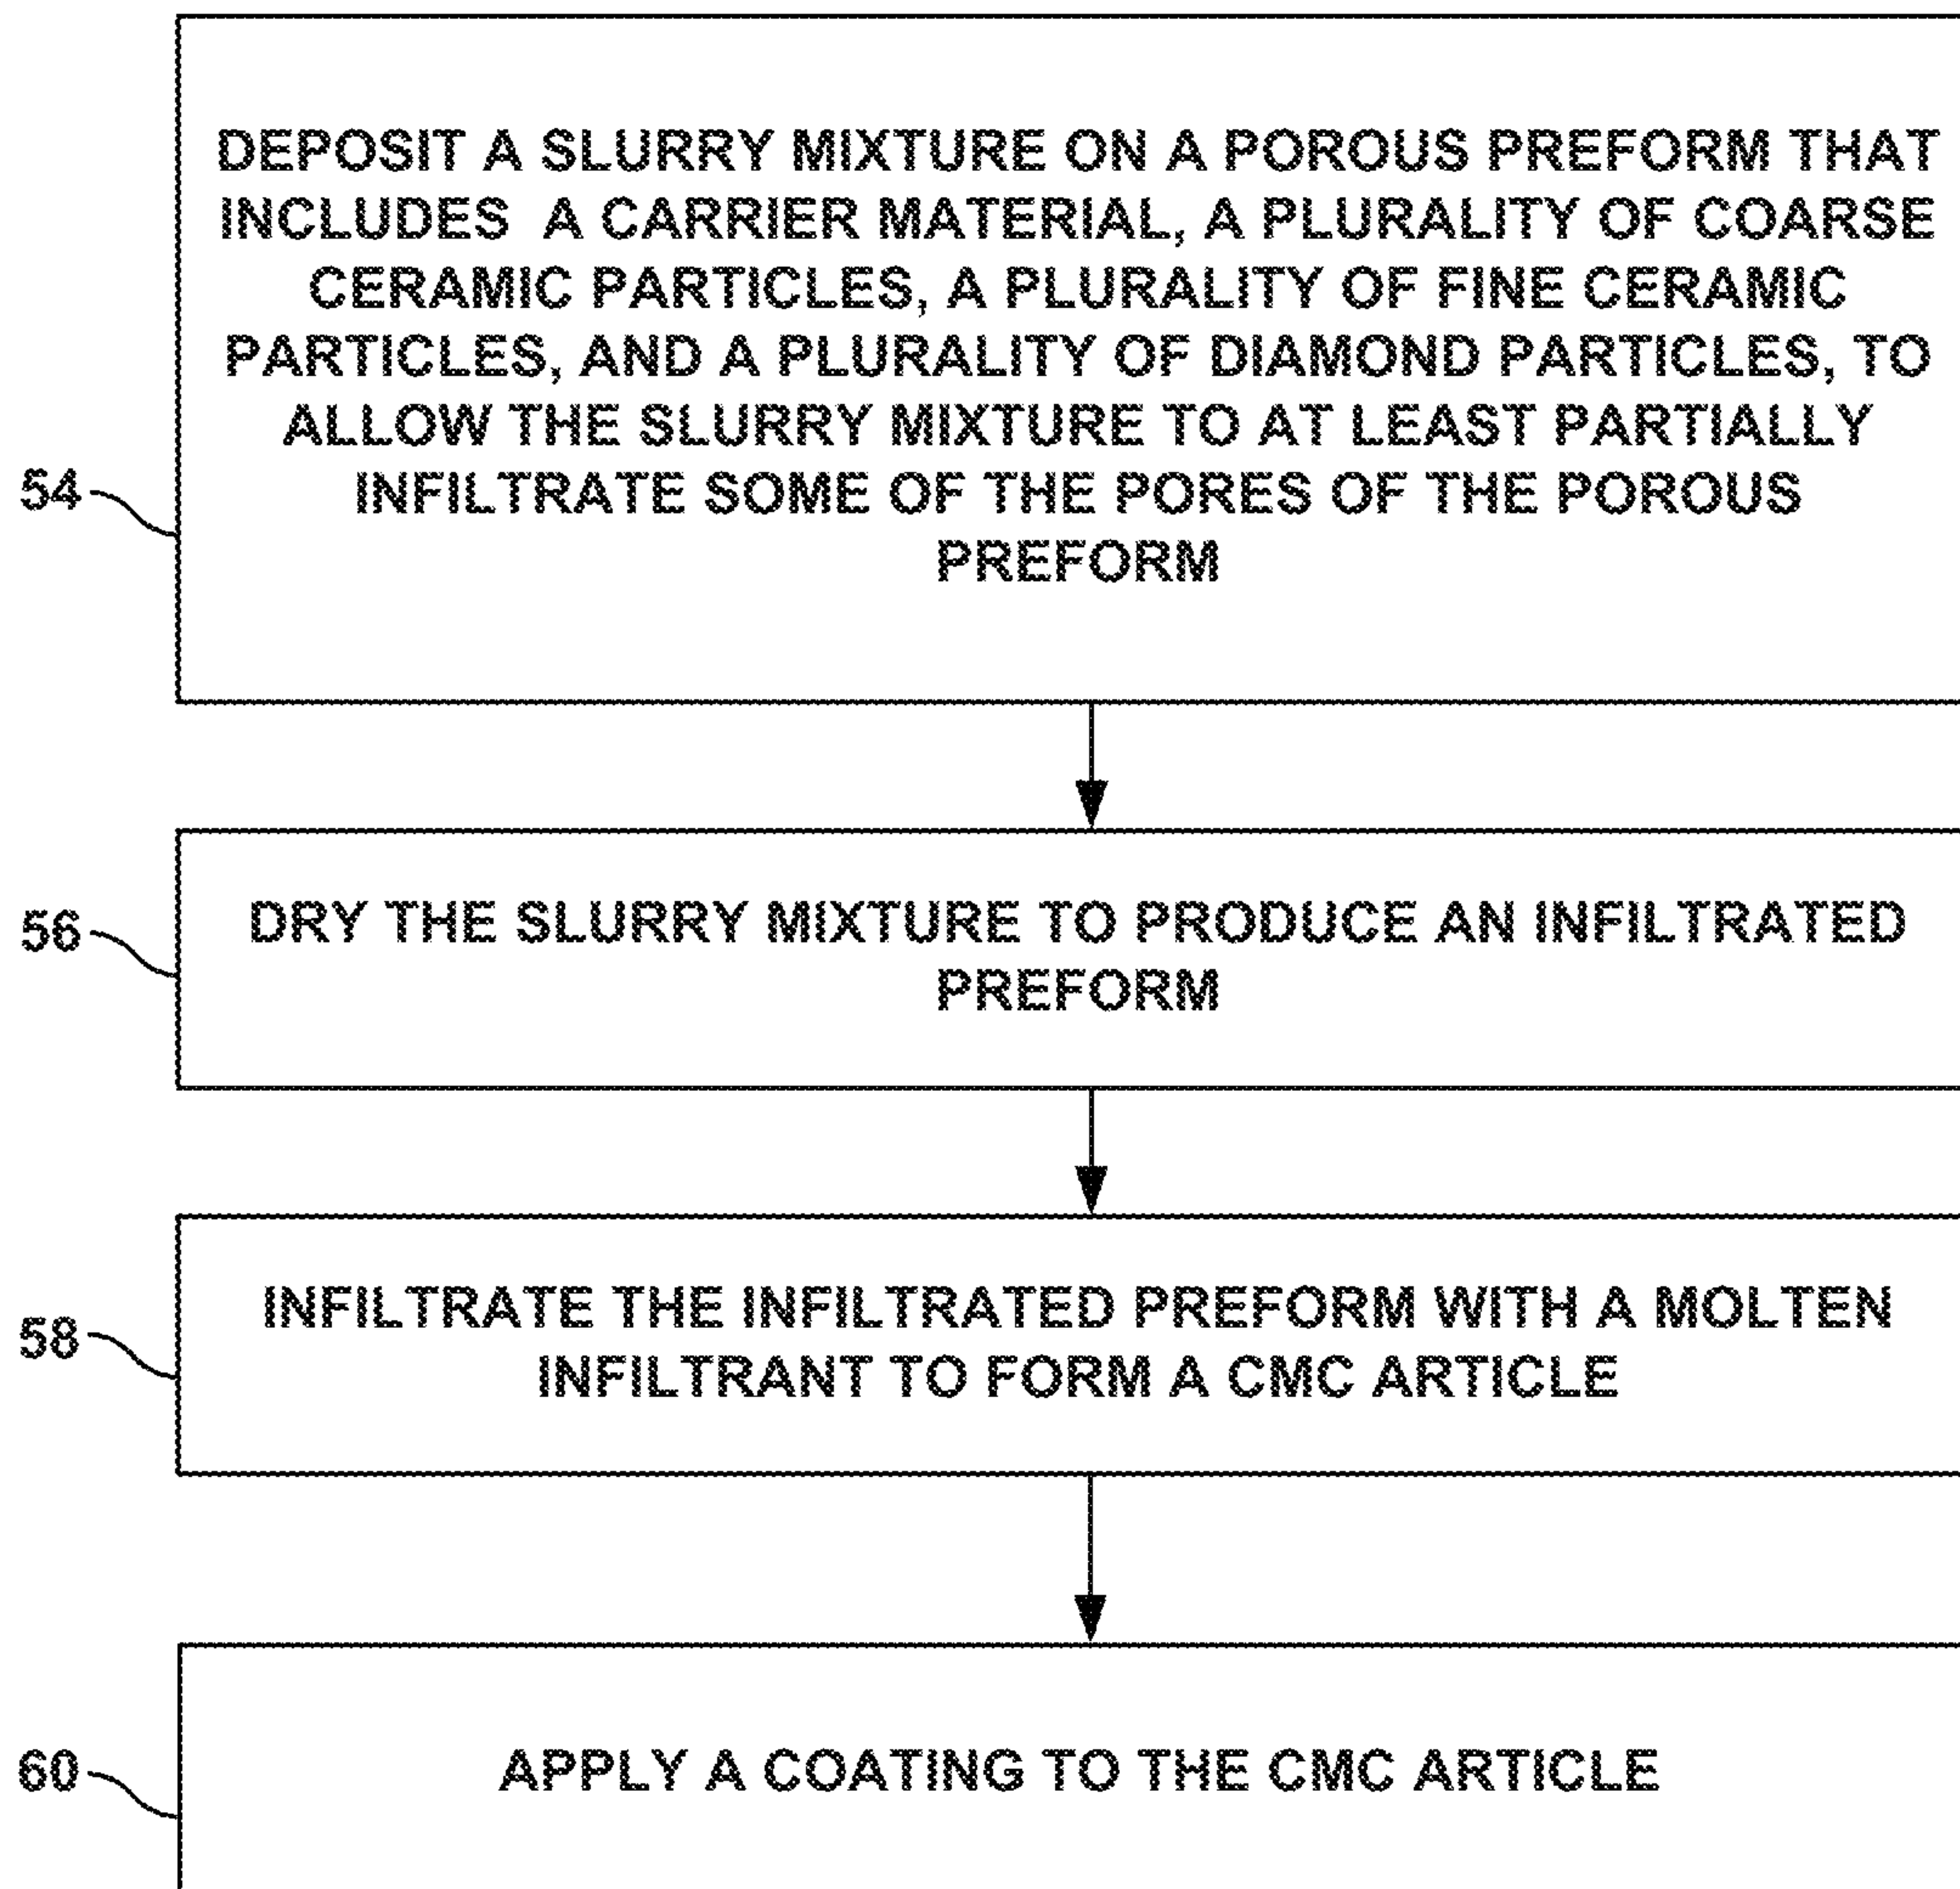 DEPOSIT A SLURRY MIXTURE ON A POROUS PREFORM THAT
INCLUDES A CARRIER MATERIAL, A PLURALITY OF COARSE
CERAMIC PARTICLES, A PLURALITY OF FINE CERAMIC
PARTICLES, AND A PLURALITY OF DIAMOND PARTICLES, TO
ALLOW THE SLURRY MIXTURE TO AT LEAST PARTIALLY
INFILTRATE SOME OF THE PORES OF THE POROUS
PREFORM
54
DRY THE SLURRY MIXTURE TO PRODUCE AN INFILTRATED
PREFORM
56
INFILTRATE THE INFILTRATED PREFORM WITH A MOLTEN
INFILTRANT TO FORM A CMC ARTICLE
58
APPLY A COATING TO THE CMC ARTICLE
60